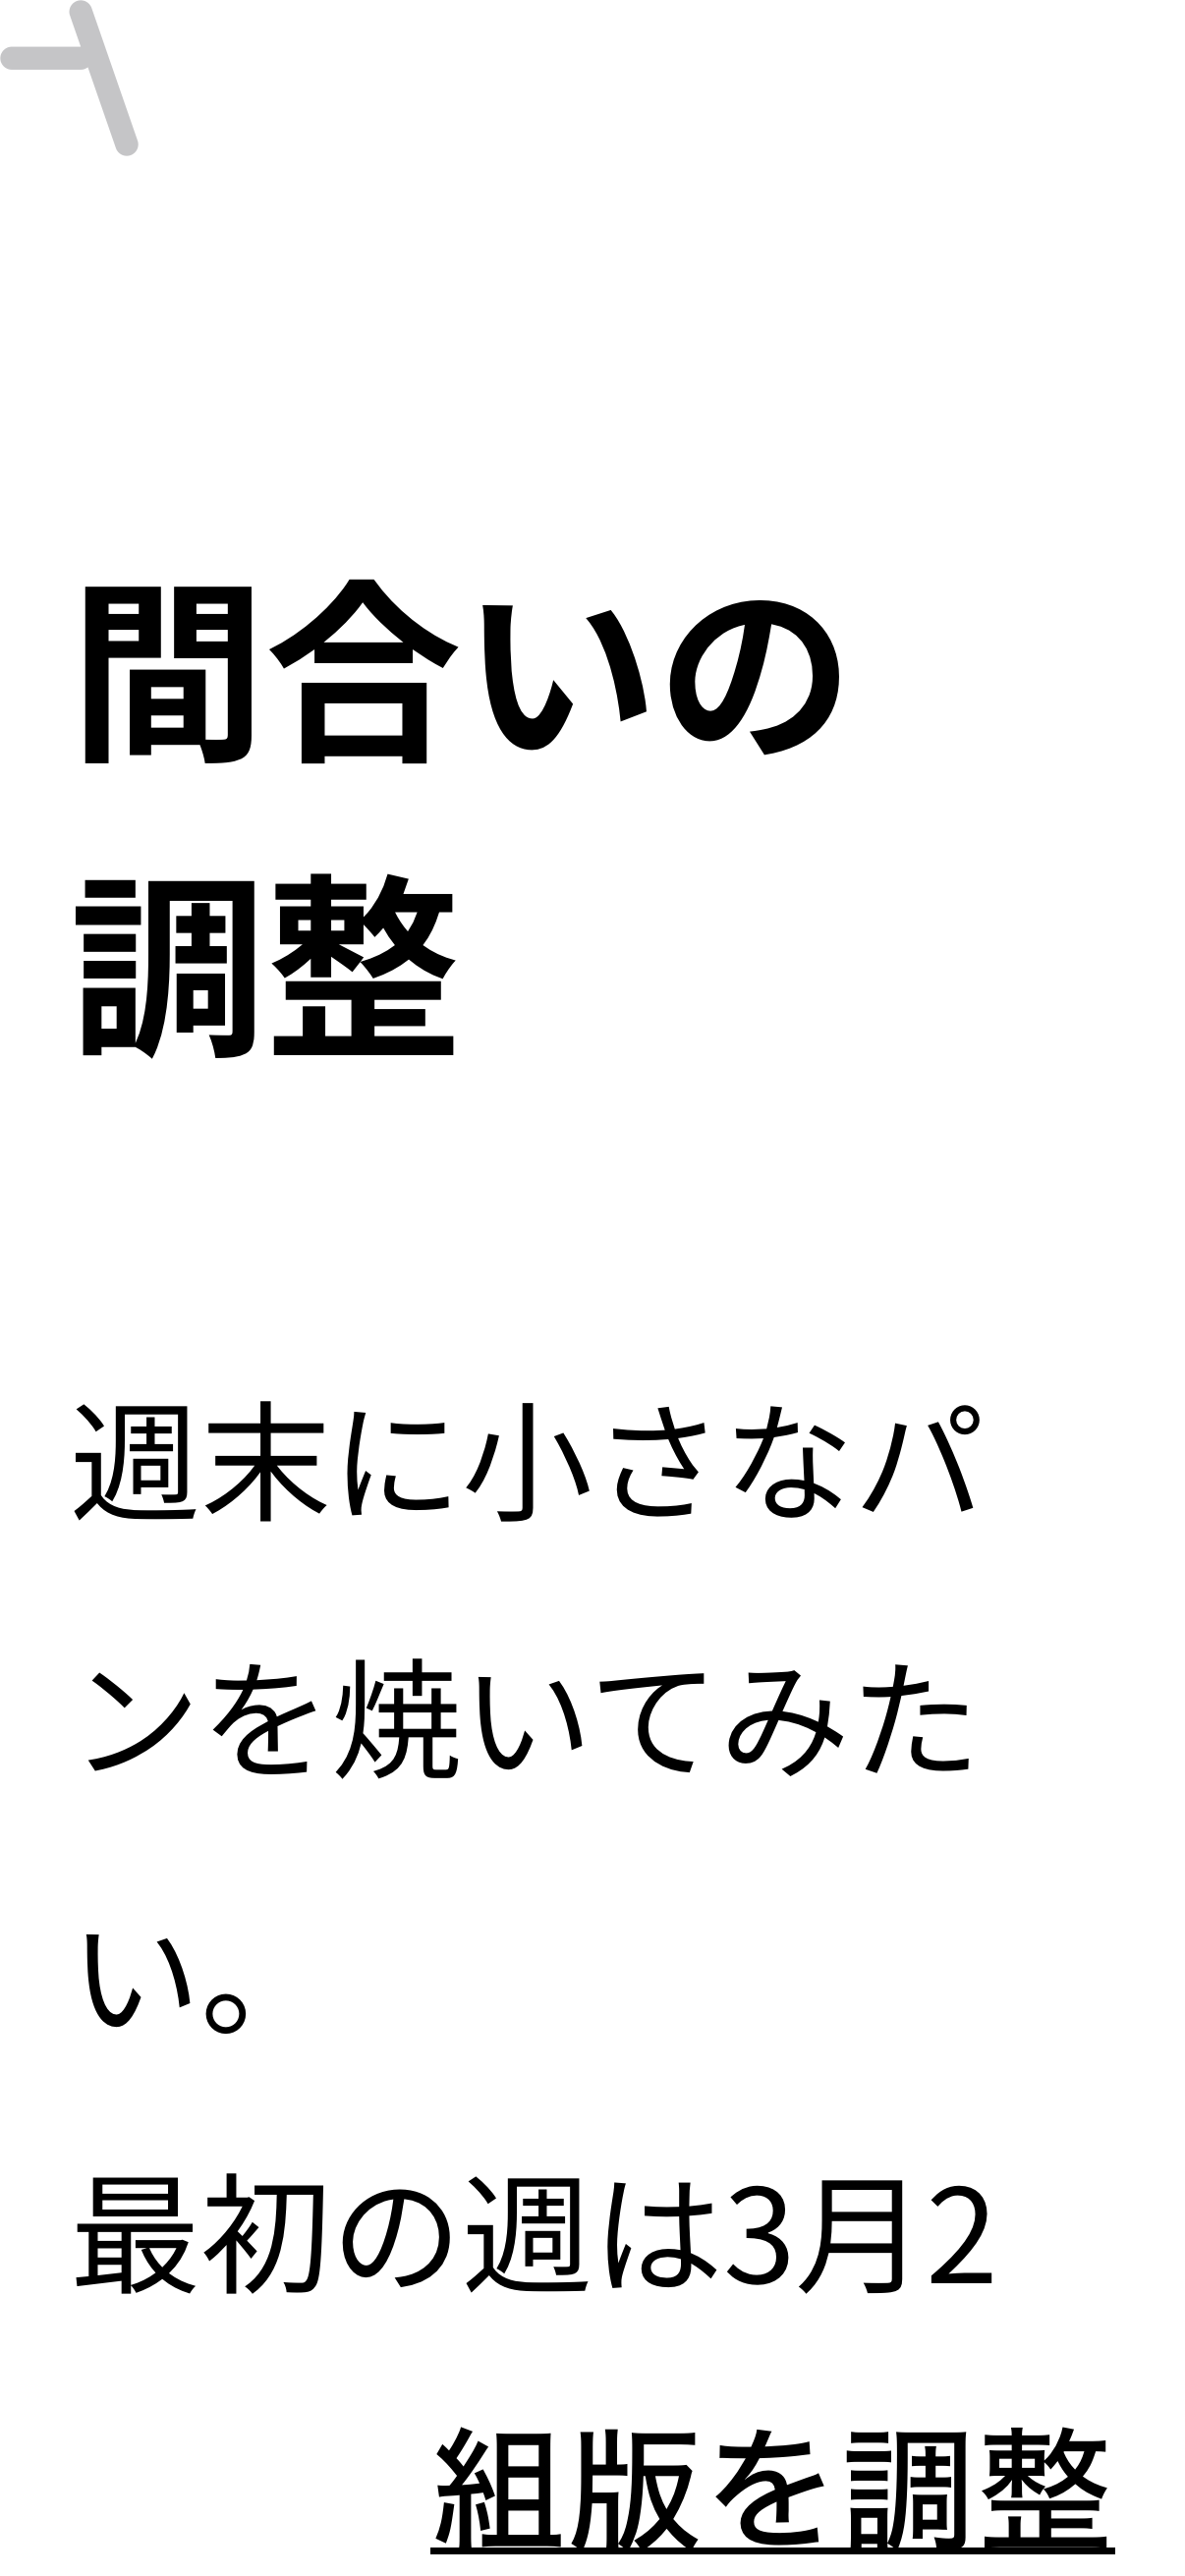 間合いの
調整
週末に小さなパ
ンを焼いてみた
い。
最初の週は3月2
組版を調整